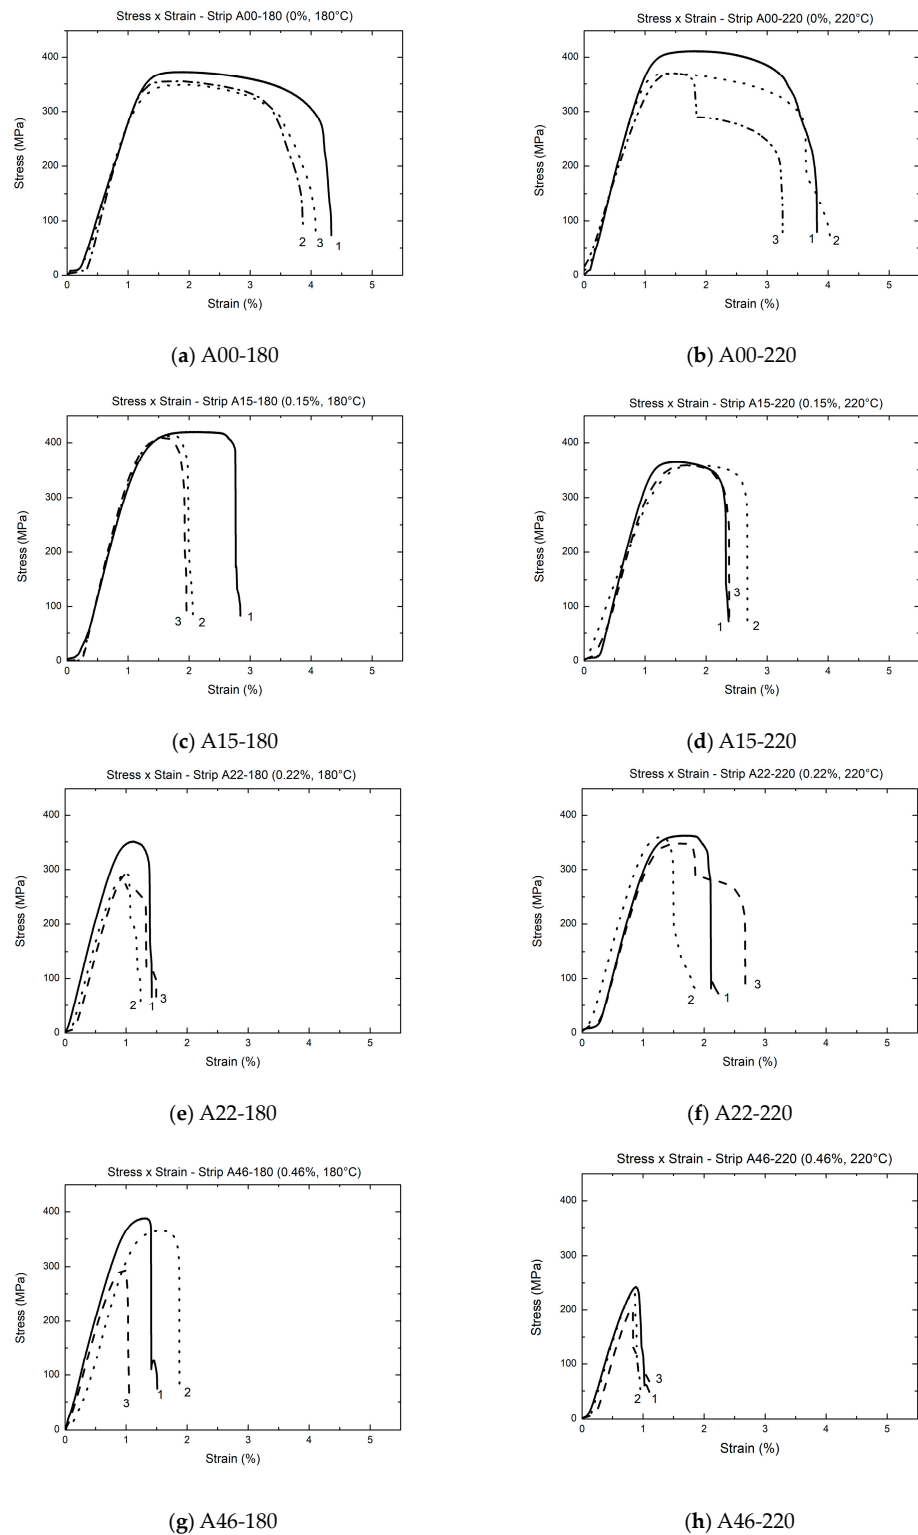 Stress x Strain - Strip A00-180 (0%, 180°C)
400
300
200
100
0
Stress (MPa)
2 3 1
0 1 2 3 4 5
Strain (%)
(a) A00-180
Stress x Strain - Strip A00-220 (0%, 220°C)
400
300
200
100
0
Stress (MPa)
3 1 2
0 1 2 3 4 5
Strain (%)
(b) A00-220
Stress x Strain - Strip A15-180 (0.15%, 180°C)
400
300
200
100
0
Stress (MPa)
3 2 1
0 1 2 3 4 5
Strain (%)
(c) A15-180
Stress x Strain - Strip A15-220 (0.15%, 220°C)
400
300
200
100
0
Stress (MPa)
3
1 2
0 1 2 3 4 5
Strain (%)
(d) A15-220
Stress x Stain - Strip A22-180 (0.22%, 180°C)
400
300
200
100
0
Stress (MPa)
2 1 3
0 1 2 3 4 5
Strain (%)
(e) A22-180
Stress x Strain - Strip A22-220 (0.22%, 220°C)
400
300
200
100
0
Stress (MPa)
2 1 3
0 1 2 3 4 5
Strain (%)
(f) A22-220
Stress x Strain - Strip A46-180 (0.46%, 180°C)
400
300
200
100
0
Stress (MPa)
3 1 2
0 1 2 3 4 5
Strain (%)
(g) A46-180
Stress x Strain - Strip A46-220 (0.46%, 220°C)
400
300
200
100
0
Stress (MPa)
3
2 1
0 1 2 3 4 5
Strain (%)
(h) A46-220